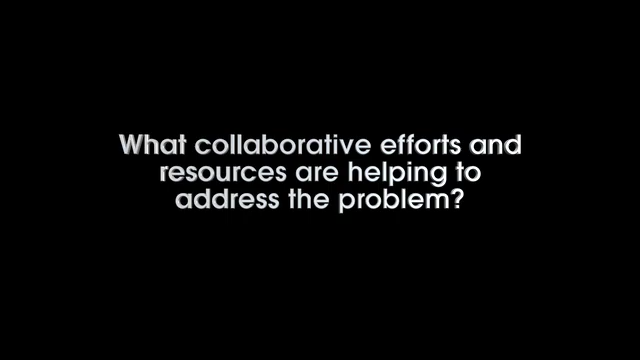 What collaborative efforts and
resources are helping to
address the problem?